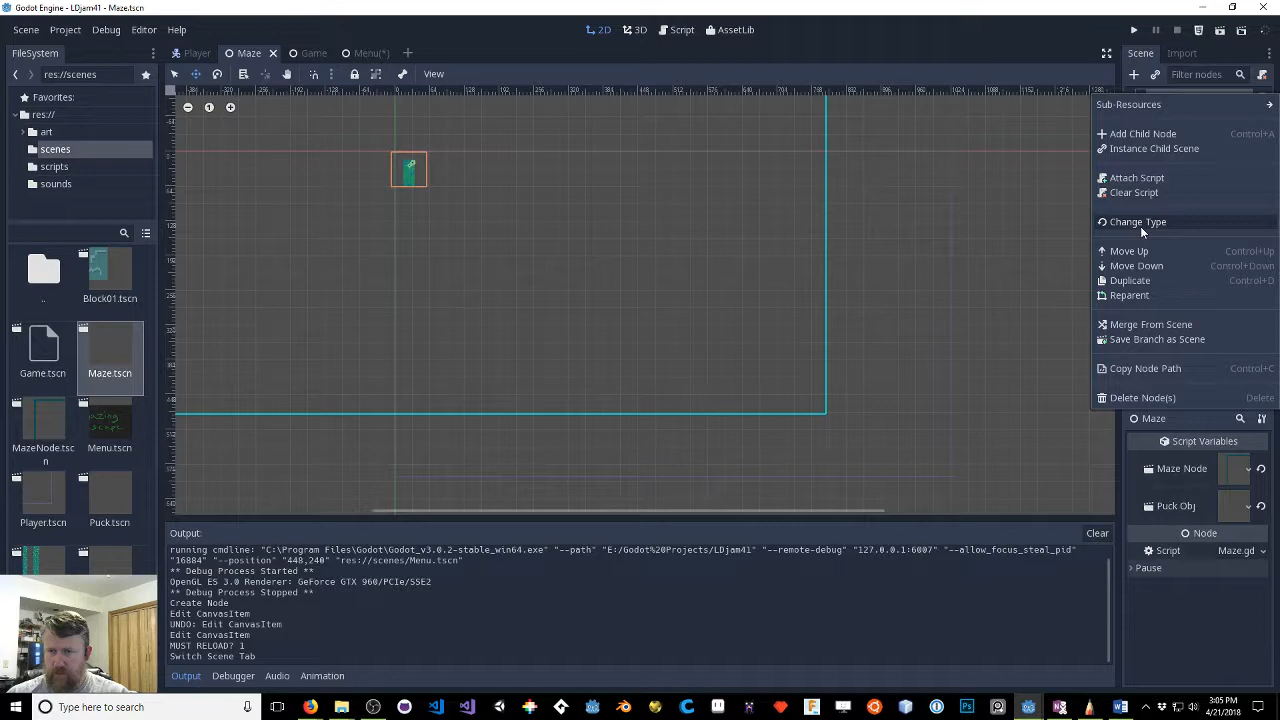 Godot Engine - LDjam41 - Maze.tscn
Scene Project Debug Editor Help
2D 3D Script AssetLib
FileSystem
Player Maze Game Menu(*)
Scene Import
res://scenes
View
Filter nodes
Favorites:
res://
art
scenes
scripts
sounds
Sub-Resources
Add Child Node Control+A
Instance Child Scene
Attach Script
Clear Script
Change Type
Move Up Control+Up
Move Down Control+Down
Duplicate Control+D
Reparent
Merge From Scene
Save Branch as Scene
Copy Node Path Control+C
Delete Node(s) Delete
..
Block01.tscn
Game.tscn
Maze.tscn
MazeNode.tscn
Menu.tscn
Player.tscn
Puck.tscn
Maze
Script Variables
Maze Node
Puck Obj
Node
Script Maze.gd
Pause
Output:
Clear
running cmdline: "C:\Program Files\Godot\Godot_v3.0.2-stable_win64.exe" "--path" "E:/Godot%20Projects/LDjam41" "--remote-debug" "127.0.0.1:6007" "--allow_focus_steal_pid"
"16884" "--position" "448,240" "res://scenes/Menu.tscn"
** Debug Process Started **
OpenGL ES 3.0 Renderer: GeForce GTX 960/PCIe/SSE2
** Debug Process Stopped **
Create Node
Edit CanvasItem
UNDO: Edit CanvasItem
Edit CanvasItem
MUST RELOAD? 1
Switch Scene Tab
Output Debugger Audio Animation
Type here to search
3:05 PM
4/21/2018